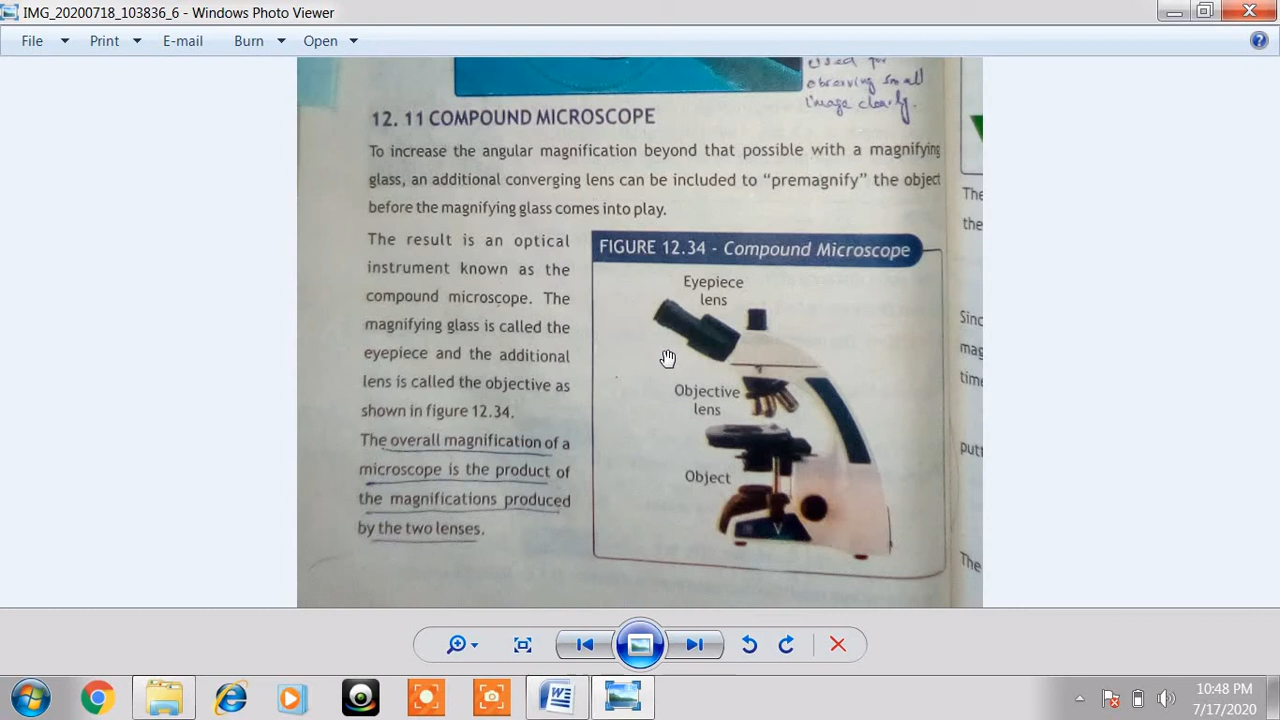 IMG_20200718_103836_6 - Windows Photo Viewer
File Print E-mail Burn Open
Used for
obraving small
image clearly.
12. 11 COMPOUND MICROSCOPE
To increase the angular magnification beyond that possible with a magnifying
glass, an additional converging lens can be included to “premagnify” the object
before the magnifying glass comes into play.
The result is an optical
instrument known as the
compound microscope. The
magnifying glass is called the
eyepiece and the additional
lens is called the objective as
shown in figure 12.34.
The overall magnification of a
microscope is the product of
the magnifications produced
by the two lenses.
FIGURE 12.34 - Compound Microscope
Eyepiece
lens
Objective
lens
Object
The
the
Sinc
mag
time
putt
The
10:48 PM
7/17/2020